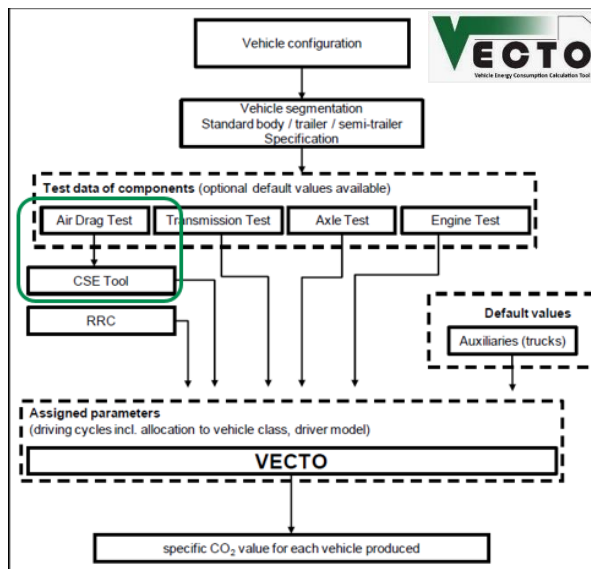 Vehicle configuration
VECTO
Vehicle Energy Consumption Calculation Tool
Vehicle segmentation
Standard body / trailer / semi-trailer
Specification
Test data of components (optional default values available)
Air Drag Test
Transmission Test
Axle Test
Engine Test
CSE Tool
RRC
Default values
Auxiliaries (trucks)
Assigned parameters
(driving cycles incl. allocation to vehicle class, driver model)
VECTO
specific CO₂ value for each vehicle produced